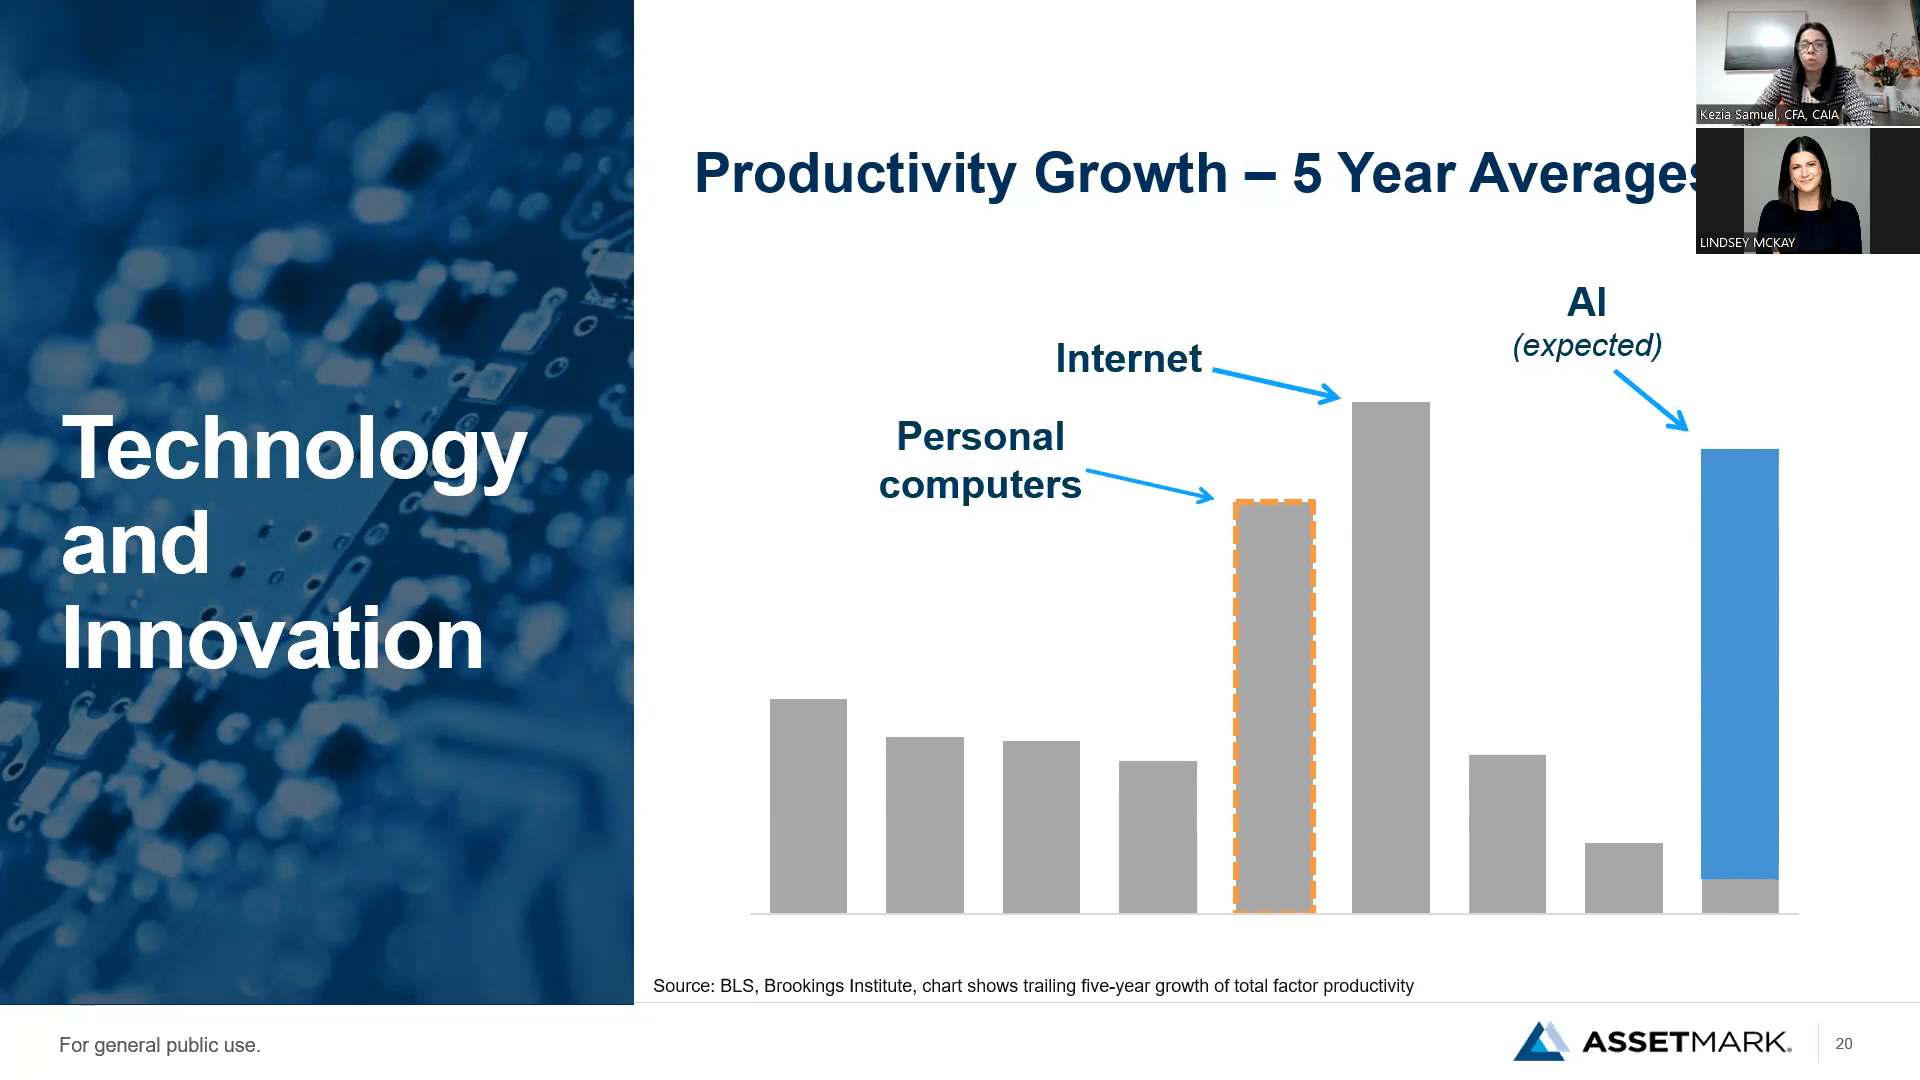 Technology
and
Innovation
Productivity Growth – 5 Year Averages
Kezia Samuel, CFA, CAIA
LINDSEY MCKAY
AI
(expected)
Internet
Personal
computers
Source: BLS, Brookings Institute, chart shows trailing five-year growth of total factor productivity
For general public use.
ASSETMARK.
20